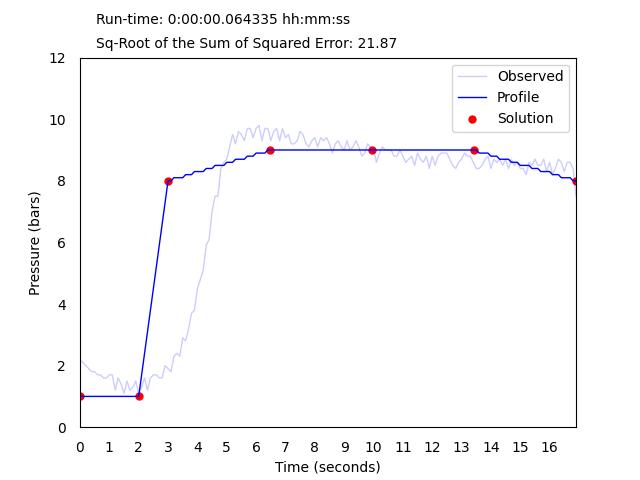 Run-time: 0:00:00.064335 hh:mm:ss
Sq-Root of the Sum of Squared Error: 21.87
12
10
8
6
4
2
0
Pressure (bars)
Observed
Profile
Solution
0 1 2 3 4 5 6 7 8 9 10 11 12 13 14 15 16
Time (seconds)